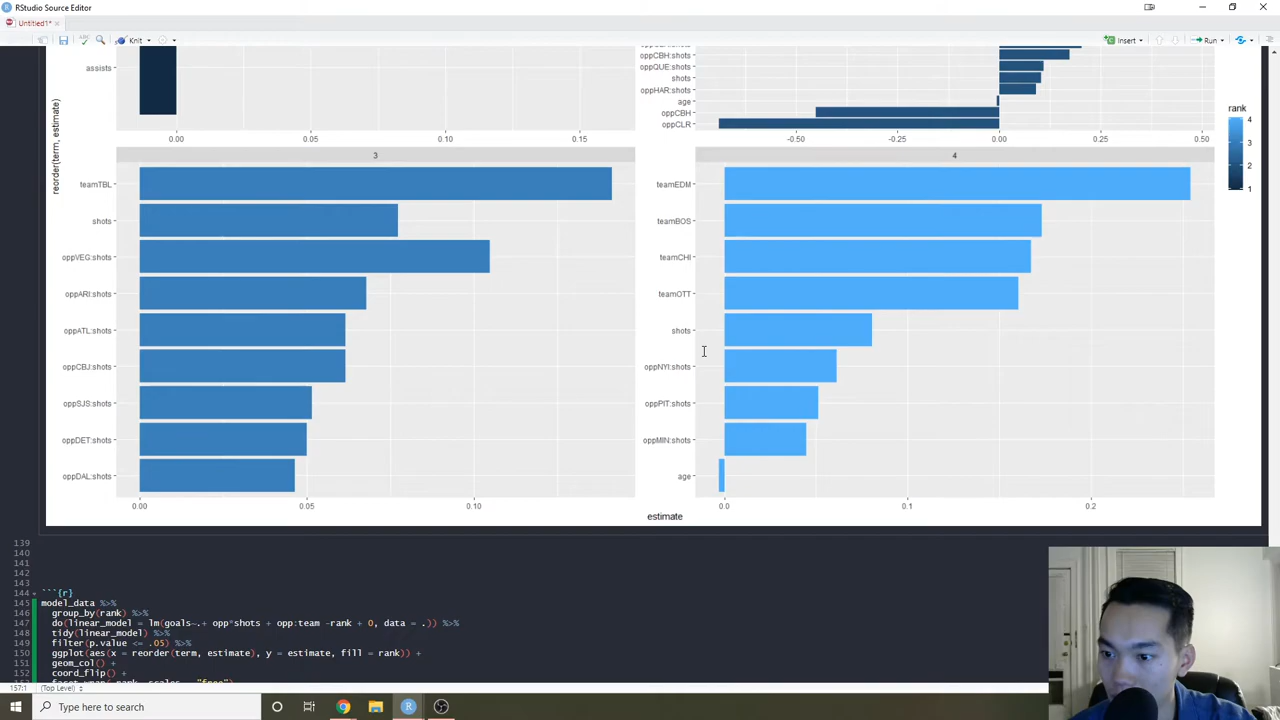 RStudio Source Editor
Untitled1*
Knit
Insert
Run
assists
0.00
0.05
0.10
0.15
oppCBH:shots
oppQUE:shots
shots
oppHAR:shots
age
oppCBH
oppCLR
-0.50
-0.25
0.00
0.25
0.50
rank
4
3
2
1
reorder(term, estimate)
3
teamTBL
shots
oppVEG:shots
oppARI:shots
oppATL:shots
oppCBJ:shots
oppSJS:shots
oppDET:shots
oppDAL:shots
0.00
0.05
0.10
4
teamEDM
teamBOS
teamCHI
teamOTT
shots
oppNYI:shots
oppPIT:shots
oppMIN:shots
age
0.0
0.1
0.2
estimate
139
140
141
142
143
144 ```{r}
145 model_data %>%
146 group_by(rank) %>%
147 do(linear_model = lm(goals~.+ opp*shots + opp:team -rank + 0, data = .)) %>%
148 tidy(linear_model) %>%
149 filter(p.value <= .05) %>%
150 ggplot(aes(x = reorder(term, estimate), y = estimate, fill = rank)) +
151 geom_col() +
152 coord_flip() +
157:1 (Top Level)
Type here to search